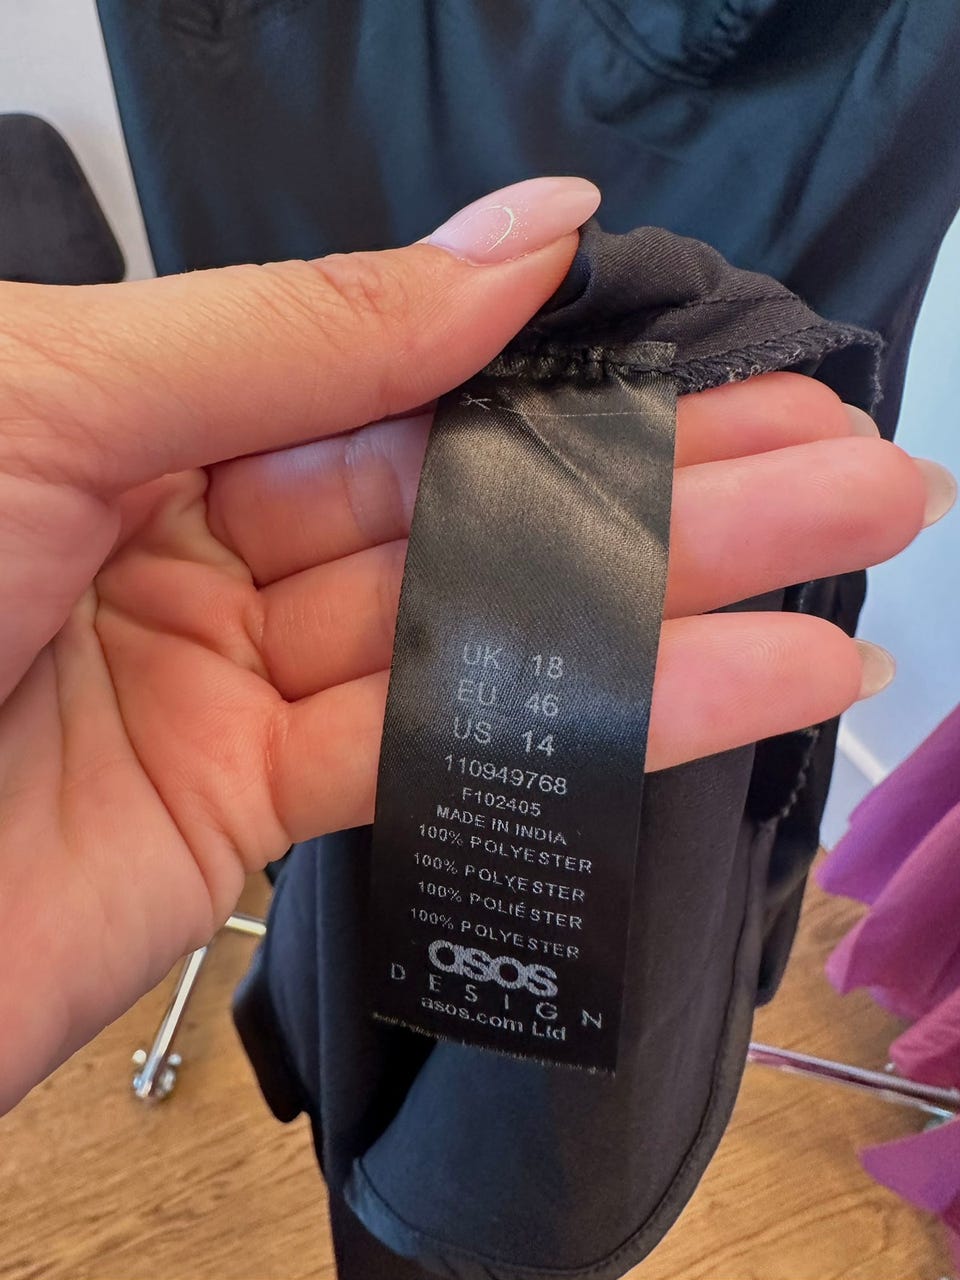 UK 18
EU 46
US 14
110949768
F102405
MADE IN INDIA
100% POLYESTER
100% POLYESTER
100% POLIÉSTER
100% POLYESTER
asos
DESIGN
asos.com Ltd